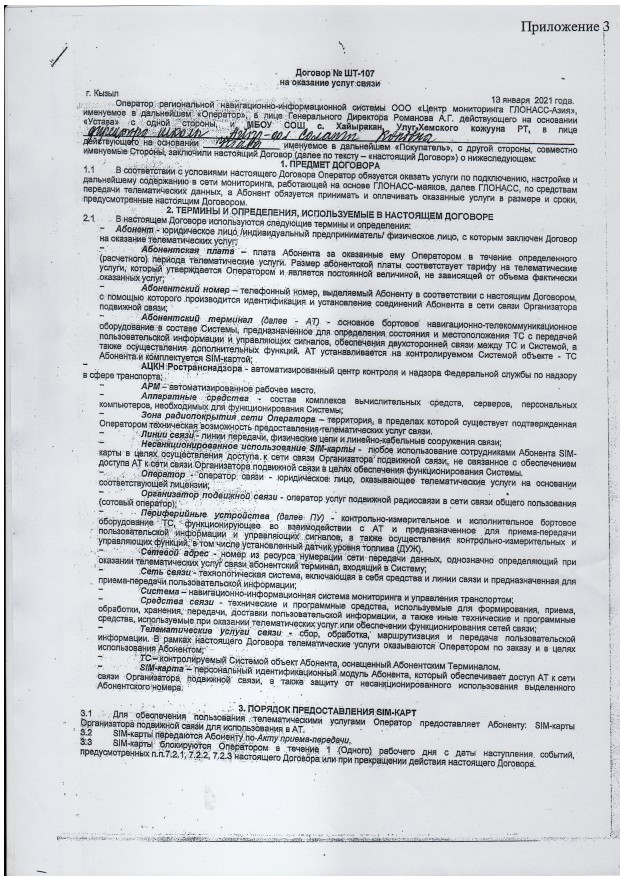 Приложение 3
Договор № ШТ-107
на оказание услуг связи
г. Кызыл
13 января 2021 года.
Оператор региональной навигационно-информационной системы ООО «Центр мониторинга ГЛОНАСС-Азия»,
именуемое в дальнейшем «Оператор», в лице Генерального Директора Романова А.Г. действующего на основании
«Устава» с одной стороны, и МБОУ СОШ с. Хайыракан, Улуг-Хемского кожууна РТ, в лице
директора школы
действующего на основании Устава именуемое в дальнейшем «Покупатель», с другой стороны, совместно
именуемые Стороны, заключили настоящий Договор (далее по тексту – «настоящий Договор») о нижеследующем:
1. ПРЕДМЕТ ДОГОВОРА
1.1 В соответствии с условиями настоящего Договора Оператор обязуется оказать услуги по подключению, настройке и
дальнейшему содержанию в сети мониторинга, работающей на основе ГЛОНАСС-маяков, далее ГЛОНАСС, по средствам
передачи телематических данных, а Абонент обязуется принимать и оплачивать оказанные услуги в размере и сроки,
предусмотренные настоящим Договором.
2. ТЕРМИНЫ И ОПРЕДЕЛЕНИЯ, ИСПОЛЬЗУЕМЫЕ В НАСТОЯЩЕМ ДОГОВОРЕ
2.1 В настоящем Договоре используются следующие термины и определения:
– Абонент - юридическое лицо /индивидуальный предприниматель/ физическое лицо, с которым заключен Договор
на оказание телематических услуг;
– Абонентская плата – плата Абонента за оказанные ему Оператором в течение определенного
(расчетного) периода телематические услуги. Размер абонентской платы соответствует тарифу на телематические
услуги, который утверждается Оператором и является постоянной величиной, не зависящей от объема фактически
оказанных услуг;
– Абонентский номер – телефонный номер, выделяемый Абоненту в соответствии с настоящим Договором,
с помощью которого производится идентификация и установление соединений Абонента в сети связи Организатора
подвижной связи;
– Абонентский терминал (далее - АТ) - основное бортовое навигационно-телекоммуникационное
оборудование в составе Системы, предназначенное для определения состояния и местоположения ТС с передачей
пользовательской информации и управляющих сигналов, обеспечения двухсторонней связи между ТС и Системой, а
также осуществления дополнительных функций. АТ устанавливается на контролируемом Системой объекте - ТС
Абонента и комплектуется SIM-картой;
– АЦКН Ространснадзора - автоматизированный центр контроля и надзора Федеральной службы по надзору
в сфере транспорта;
– АРМ – автоматизированное рабочее место.
– Аппаратные средства - состав комплексов вычислительных средств, серверов, персональных
компьютеров, необходимых для функционирования Системы;
– Зона радиопокрытия сети Оператора – территория, в пределах которой существует подтвержденная
Оператором техническая возможность предоставления телематических услуг связи.
– Линии связи - линии передачи, физические цепи и линейно-кабельные сооружения связи;
– Несанкционированное использование SIM-карты - любое использование сотрудниками Абонента SIM-
карты в целях осуществления доступа к сети связи Организатора подвижной связи, не связанное с обеспечением
доступа АТ к сети связи Организатора подвижной связи в целях обеспечения функционирования Системы.
– Оператор - оператор связи - юридическое лицо, оказывающее телематические услуги на основании
соответствующей лицензии;
– Организатор подвижной связи - оператор услуг подвижной радиосвязи в сети связи общего пользования
(сотовый оператор);
– Периферийные устройства (далее ПУ) - контрольно-измерительное и исполнительное бортовое
оборудование ТС, функционирующее во взаимодействии с АТ и предназначенное для приема-передачи
пользовательской информации и управляющих сигналов, а также осуществления контрольно-измерительных и
управляющих функций, в том числе установленный датчик уровня топлива (ДУЖ).
– Сетевой адрес - номер из ресурса нумерации сети передачи данных, однозначно определяющий при
оказании телематических услуг связи абонентский терминал, входящий в Систему;
– Сеть связи - технологическая система, включающая в себя средства и линии связи и предназначенная для
приема-передачи пользовательской информации;
– Система – навигационно-информационная система мониторинга и управления транспортом;
– Средства связи - технические и программные средства, используемые для формирования, приема,
обработки, хранения, передачи, доставки пользовательской информации, а также иные технические и программные
средства, используемые при оказании телематических услуг или обеспечении функционирования сетей связи;
– Телематические услуги связи - сбор, обработка, маршрутизация и передача пользовательской
информации. В рамках настоящего Договора телематические услуги оказываются Оператором по заказу и в целях
использования Абонентом;
– ТС – контролируемый Системой объект Абонента, оснащенный Абонентским Терминалом.
– SIM-карта – персональный идентификационный модуль Абонента, который обеспечивает доступ АТ к сети
связи Организатора подвижной связи, а также защиту от несанкционированного использования выделенного
Абонентского номера.
3. ПОРЯДОК ПРЕДОСТАВЛЕНИЯ SIM-КАРТ
3.1 Для обеспечения пользования телематическими услугами Оператор предоставляет Абоненту SIM-карты
Организатора подвижной связи для использования в АТ.
3.2 SIM-карты передаются Абоненту по Акту приема-передачи.
3.3 SIM-карты блокируются Оператором в течение 1 (Одного) рабочего дня с даты наступления событий,
предусмотренных п.п.7.2.1, 7.2.2, 7.2.3 настоящего Договора или при прекращении действия настоящего Договора.